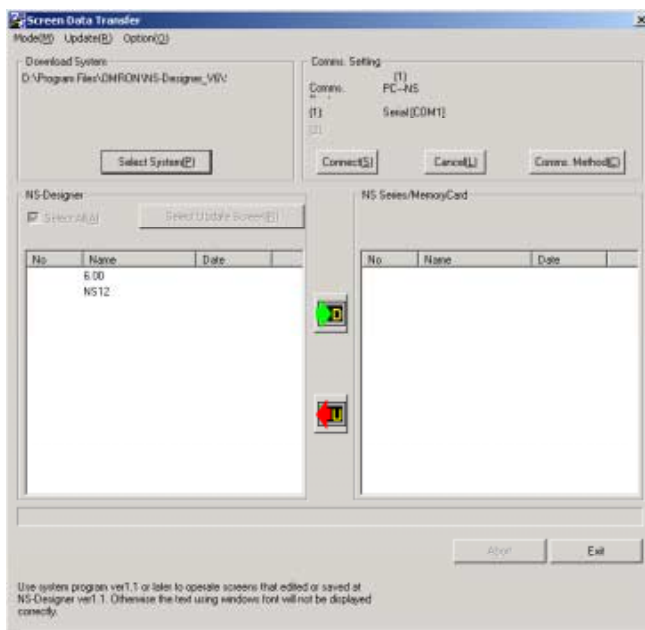 Screen Data Transfer
Mode(M) Update(R) Option(O)
Download System
D:\Program Files\OMRON\NS-Designer_V6\:
Select System(P)
Comms. Setting
(1)
Comms. PC--NS
(1) Serial[COM1]
(2)
Connect(S) Cancel(L) Comms. Method(C)
NS-Designer
Select All(A) Select Update Screen(B)
No Name Date
6.00
NS12
D
U
NS Series/MemoryCard
No Name Date
Abort Exit
Use system program ver1.1 or later to operate screens that edited or saved at
NS-Designer ver1.1. Otherwise the text using windows font will not be displayed
correctly.